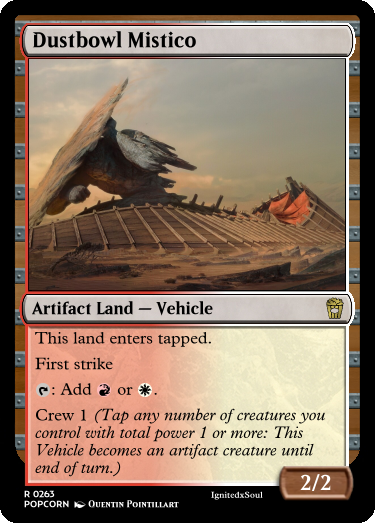 Dustbowl Mistico
Artifact Land — Vehicle
This land enters tapped.
First strike
: Add or .
Crew 1 (Tap any number of creatures you
control with total power 1 or more: This
Vehicle becomes an artifact creature until
end of turn.)
2/2
R 0263
POPCORN Quentin Pointillart
IgnitedxSoul